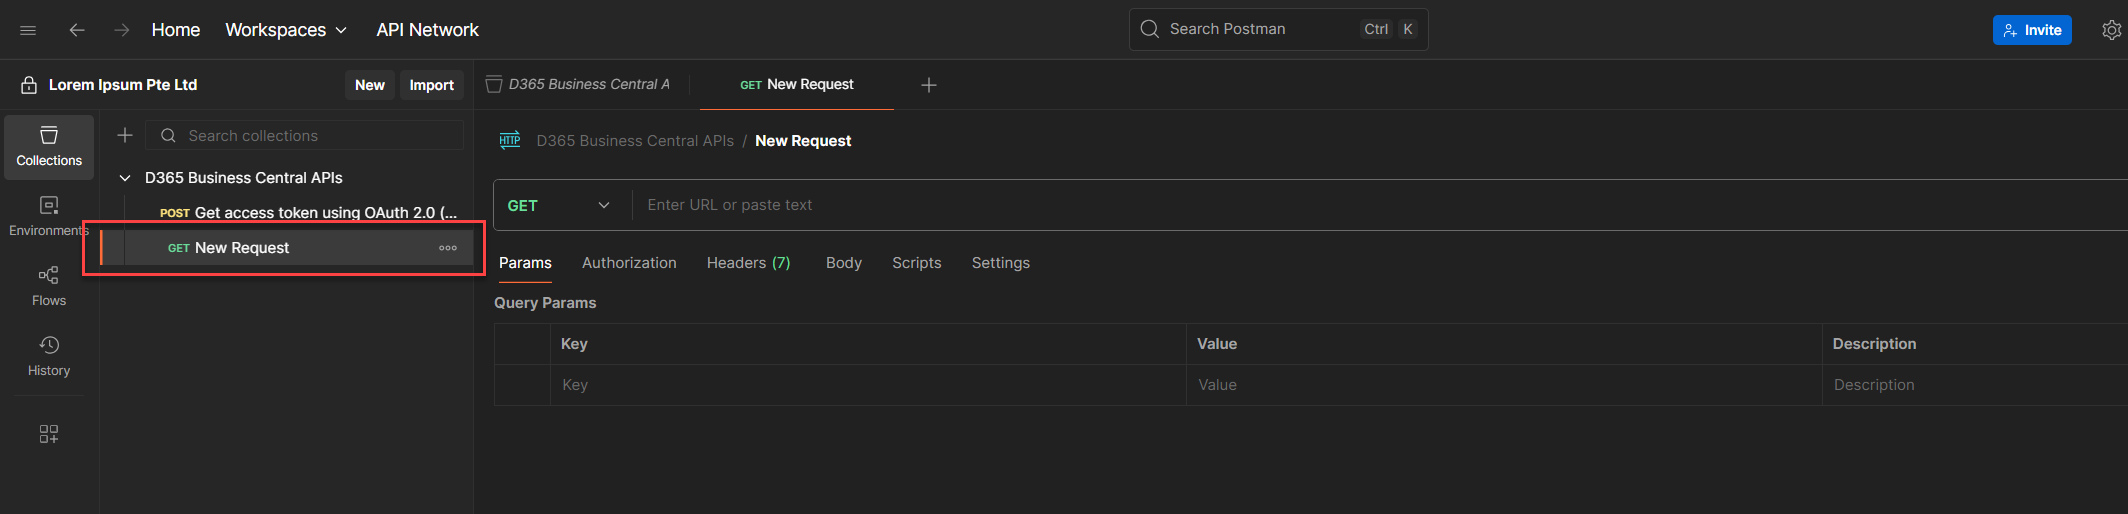 Home Workspaces API Network Search Postman Ctrl K Invite
Lorem Ipsum Pte Ltd New Import D365 Business Central A GET New Request
Search collections
Collections
D365 Business Central APIs
POST Get access token using OAuth 2.0 (...
GET New Request
Environments
Flows
History
HTTP D365 Business Central APIs / New Request
GET Enter URL or paste text
Params Authorization Headers (7) Body Scripts Settings
Query Params
Key Value Description
Key Value Description